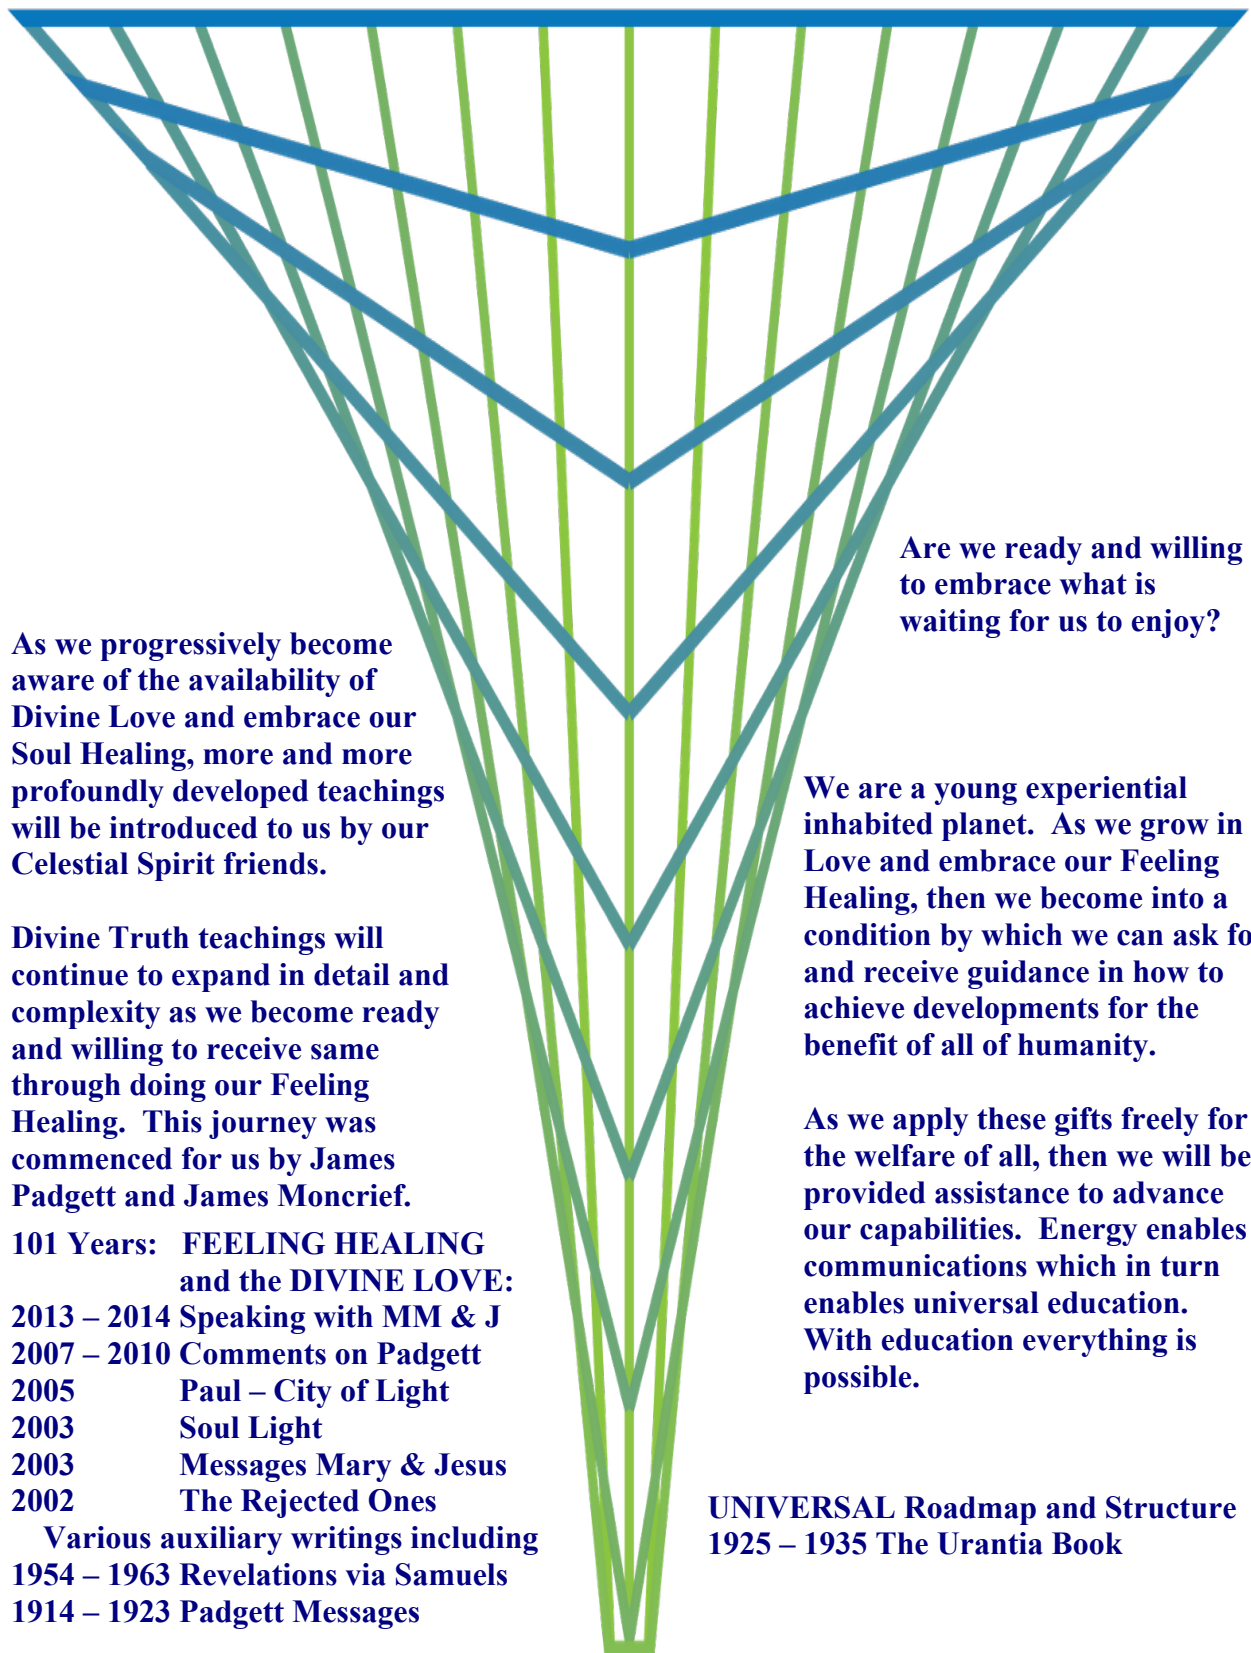 Are we ready and willing
to embrace what is
waiting for us to enjoy?
As we progressively become
aware of the availability of
Divine Love and embrace our
Soul Healing, more and more
profoundly developed teachings
will be introduced to us by our
Celestial Spirit friends.
Divine Truth teachings will
continue to expand in detail and
complexity as we become ready
and willing to receive same
through doing our Feeling
Healing.  This journey was
commenced for us by James
Padgett and James Moncrief.
101 Years:   FEELING HEALING
and the DIVINE LOVE:
2013 – 2014 Speaking with MM & J
2007 – 2010 Comments on Padgett
2005 Paul – City of Light
2003 Soul Light
2003 Messages Mary & Jesus
2002 The Rejected Ones
Various auxiliary writings including
1954 – 1963 Revelations via Samuels
1914 – 1923 Padgett Messages
We are a young experiential
inhabited planet.  As we grow in
Love and embrace our Feeling
Healing, then we become into a
condition by which we can ask fo
and receive guidance in how to
achieve developments for the
benefit of all of humanity.
As we apply these gifts freely for
the welfare of all, then we will be
provided assistance to advance
our capabilities.  Energy enables
communications which in turn
enables universal education.
With education everything is
possible.
UNIVERSAL Roadmap and Structure
1925 – 1935 The Urantia Book